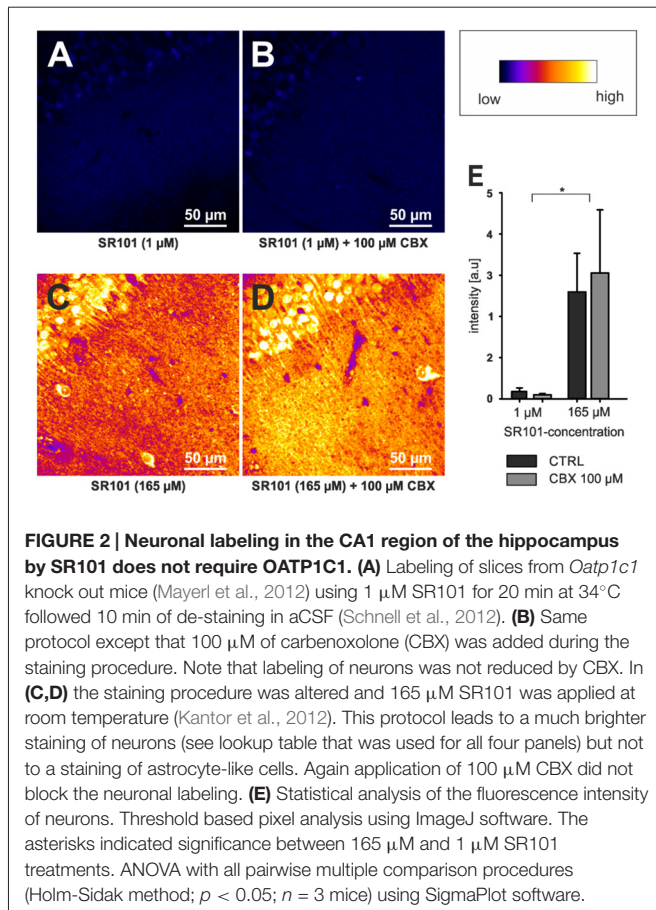 A
B
50 µm
50 µm
SR101 (1 µM)
SR101 (1 µM) + 100 µM CBX
low
high
C
D
50 µm
50 µm
SR101 (165 µM)
SR101 (165 µM) + 100 µM CBX
E
*
5
4
3
1
2
0
intensity [a.u]
1 µM
165 µM
SR101-concentration
CTRL
CBX 100 µM
FIGURE 2 | Neuronal labeling in the CA1 region of the hippocampus
by SR101 does not require OATP1C1. (A) Labeling of slices from Oatp1c1
knock out mice (Mayerl et al., 2012) using 1 µM SR101 for 20 min at 34°C
followed 10 min of de-staining in aCSF (Schnell et al., 2012). (B) Same
protocol except that 100 µM of carbenoxolone (CBX) was added during the
staining procedure. Note that labeling of neurons was not reduced by CBX. In
(C,D) the staining procedure was altered and 165 µM SR101 was applied at
room temperature (Kantor et al., 2012). This protocol leads to a much brighter
staining of neurons (see lookup table that was used for all four panels) but not
to a staining of astrocyte-like cells. Again application of 100 µM CBX did not
block the neuronal labeling. (E) Statistical analysis of the fluorescence intensity
of neurons. Threshold based pixel analysis using ImageJ software. The
asterisks indicated significance between 165 µM and 1 µM SR101
treatments. ANOVA with all pairwise multiple comparison procedures
(Holm-Sidak method; p < 0.05; n = 3 mice) using SigmaPlot software.